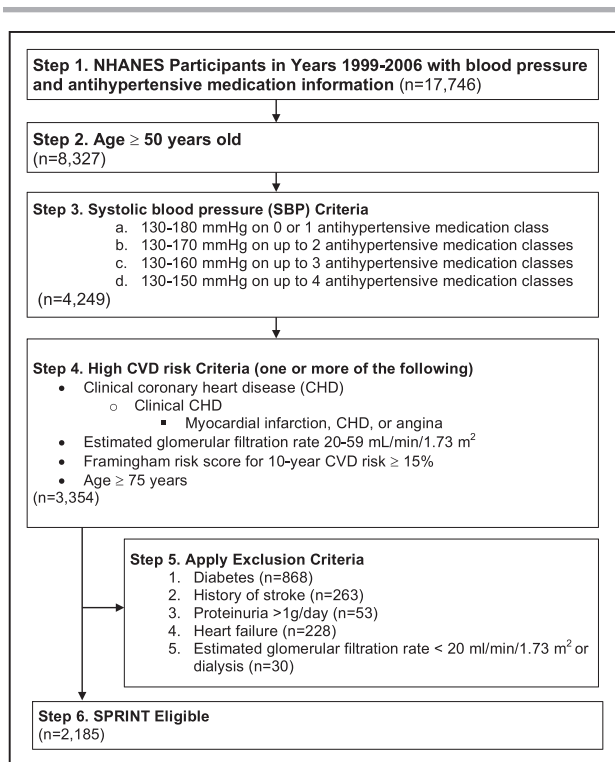 Step 1. NHANES Participants in Years 1999-2006 with blood pressure
and antihypertensive medication information (n=17,746)
Step 2. Age ≥ 50 years old
(n=8,327)
Step 3. Systolic blood pressure (SBP) Criteria
a. 130-180 mmHg on 0 or 1 antihypertensive medication class
b. 130-170 mmHg on up to 2 antihypertensive medication classes
c. 130-160 mmHg on up to 3 antihypertensive medication classes
d. 130-150 mmHg on up to 4 antihypertensive medication classes
(n=4,249)
Step 4. High CVD risk Criteria (one or more of the following)
• Clinical coronary heart disease (CHD)
o Clinical CHD
▪ Myocardial infarction, CHD, or angina
• Estimated glomerular filtration rate 20-59 mL/min/1.73 m²
• Framingham risk score for 10-year CVD risk ≥ 15%
• Age ≥ 75 years
(n=3,354)
Step 5. Apply Exclusion Criteria
1. Diabetes (n=868)
2. History of stroke (n=263)
3. Proteinuria >1g/day (n=53)
4. Heart failure (n=228)
5. Estimated glomerular filtration rate < 20 ml/min/1.73 m² or
dialysis (n=30)
Step 6. SPRINT Eligible
(n=2,185)